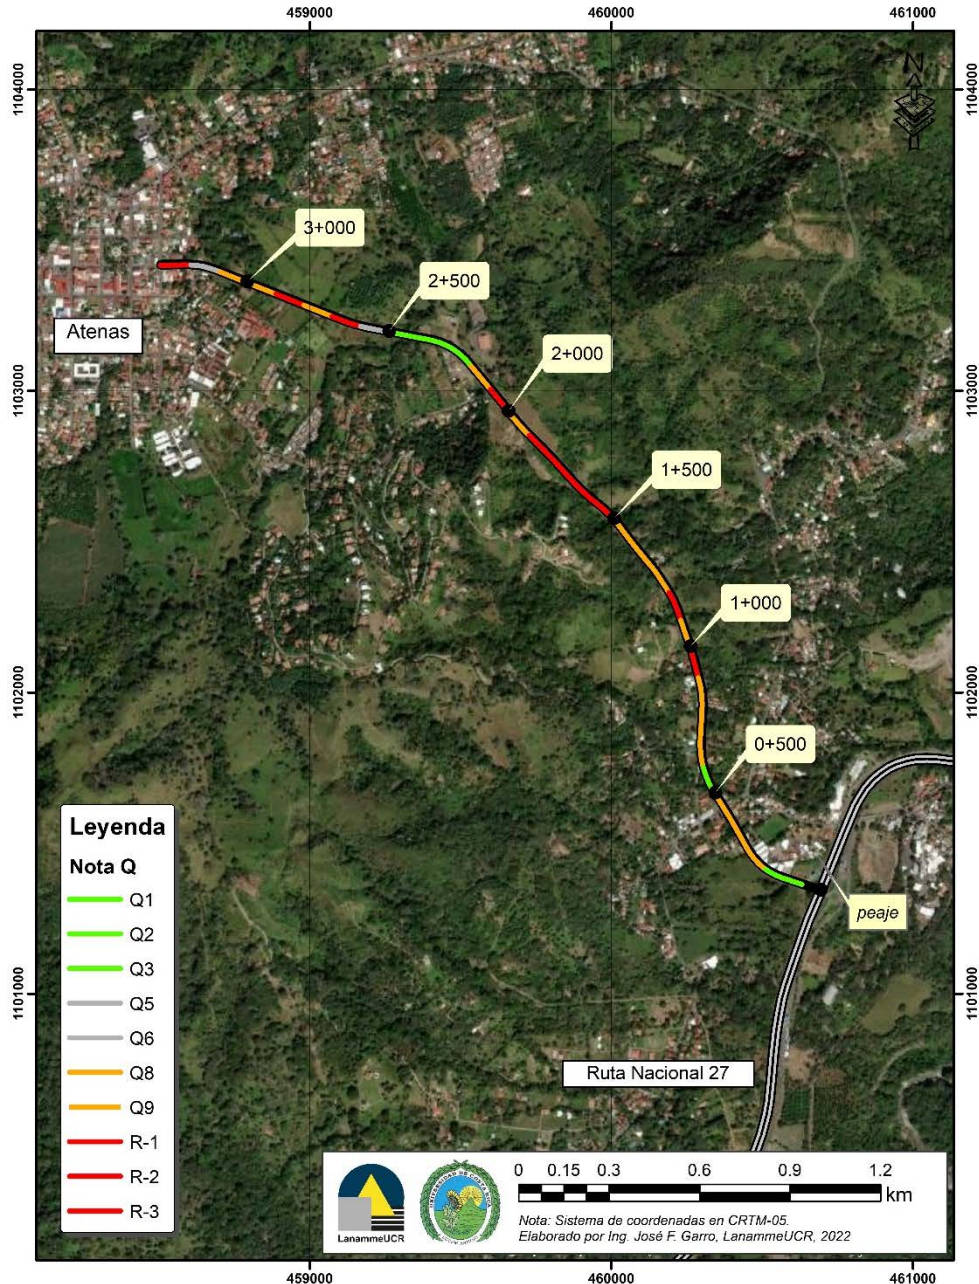 459000
460000
461000
1104000
1104000
N
3+000
2+500
Atenas
2+000
1103000
1103000
1+500
1+000
1102000
1102000
0+500
Leyenda
Nota Q
Q1
Q2
Q3
Q5
Q6
Q8
Q9
R-1
R-2
R-3
peaje
1101000
1101000
Ruta Nacional 27
LanammeUCR
0 0.15 0.3 0.6 0.9 1.2
km
Nota: Sistema de coordenadas en CRTM-05.
Elaborado por Ing. José F. Garro, LanammeUCR, 2022
459000
460000
461000